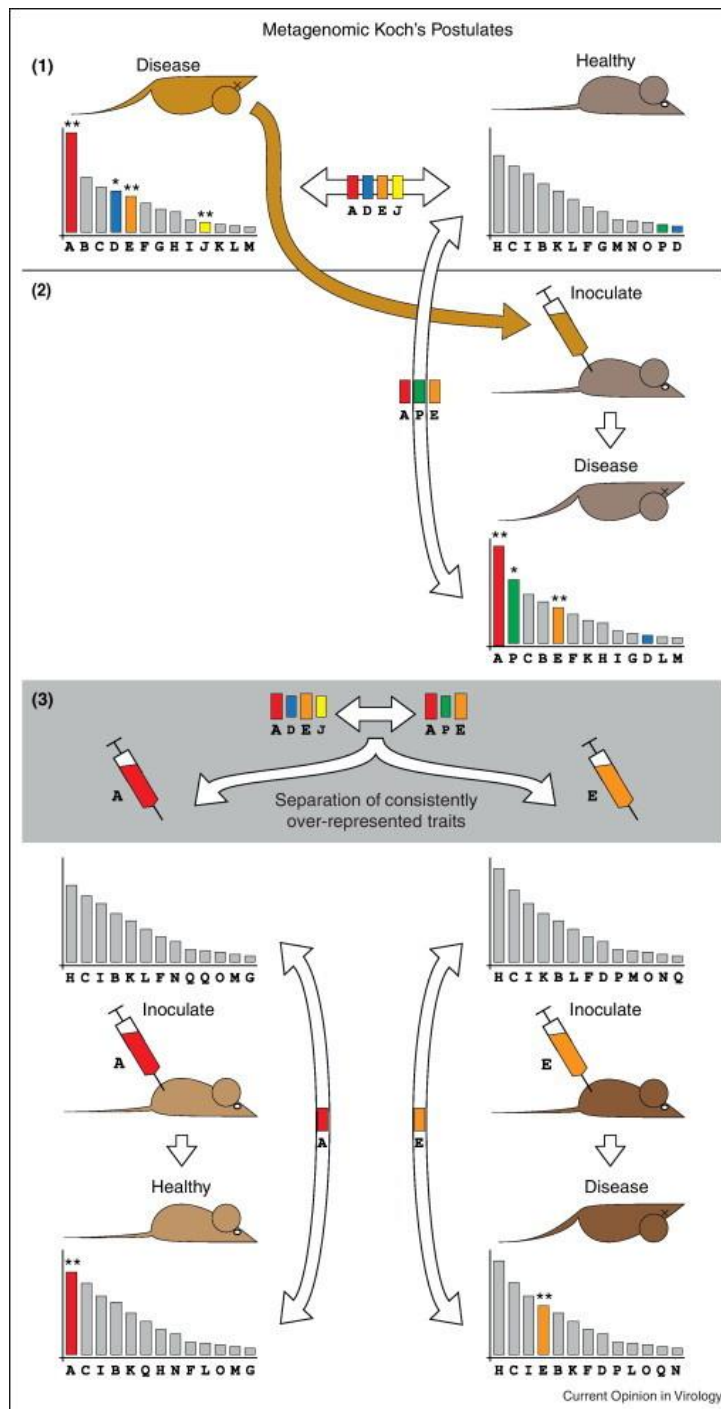 Metagenomic Koch's Postulates
(1)
Disease
Healthy
** * ** **
A B C D E F G H I J K L M
A D E J
H C I B K L F G M N O P D
(2)
Inoculate
A P E
Disease
** * **
A P C B E F K H I G D L M
(3)
A D E J
A P E
A
E
Separation of consistently
over-represented traits
H C I B K L F N Q Q O M G
H C I K B L F D P M O N Q
Inoculate
Inoculate
A
E
A
E
Healthy
Disease
**
**
A C I B K Q H N F L O M G
H C I E B K F D P L O Q N
Current Opinion in Virology